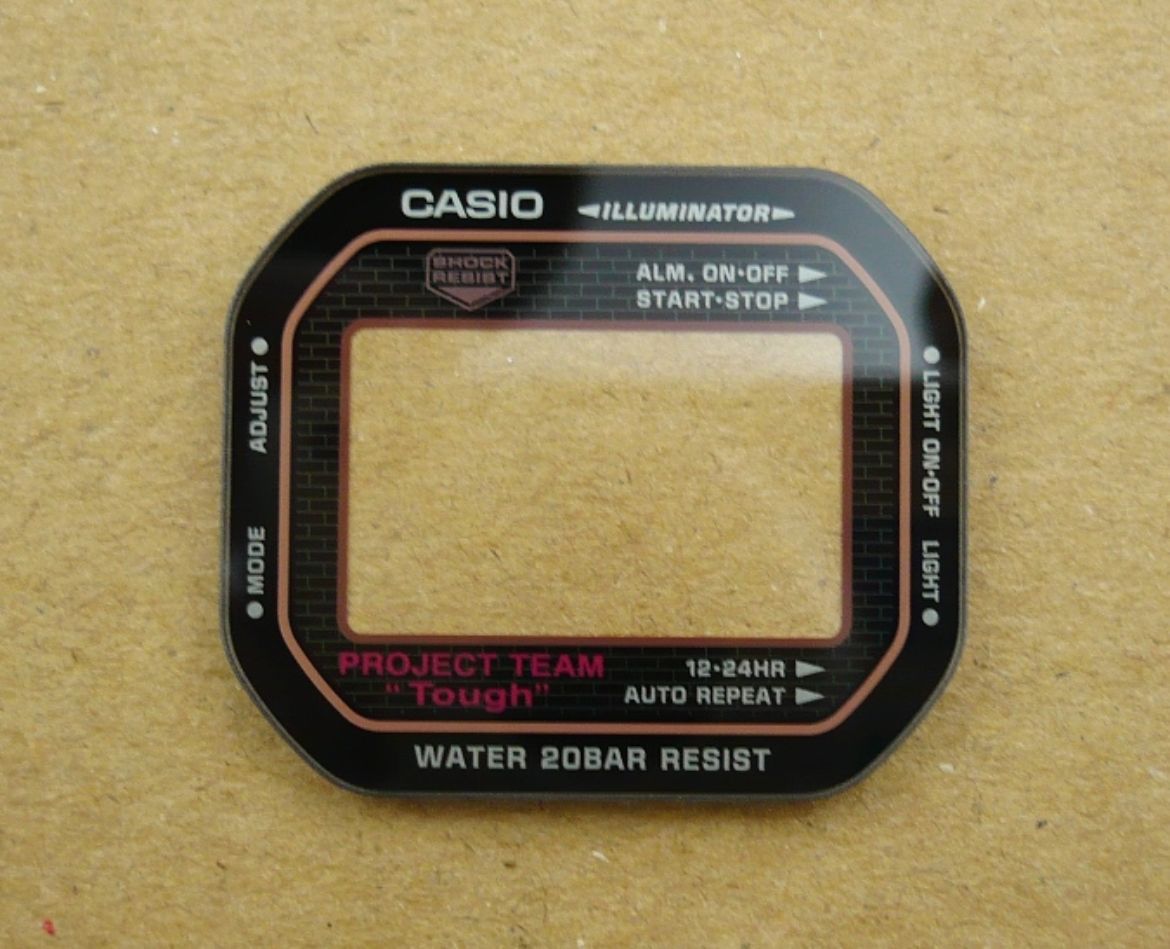 CASIO
ILLUMINATOR
SHOCK
RESIST
ALM. ON•OFF
START•STOP
ADJUST
MODE
LIGHT ON•OFF
LIGHT
PROJECT TEAM
"Tough"
12•24HR
AUTO REPEAT
WATER 20BAR RESIST